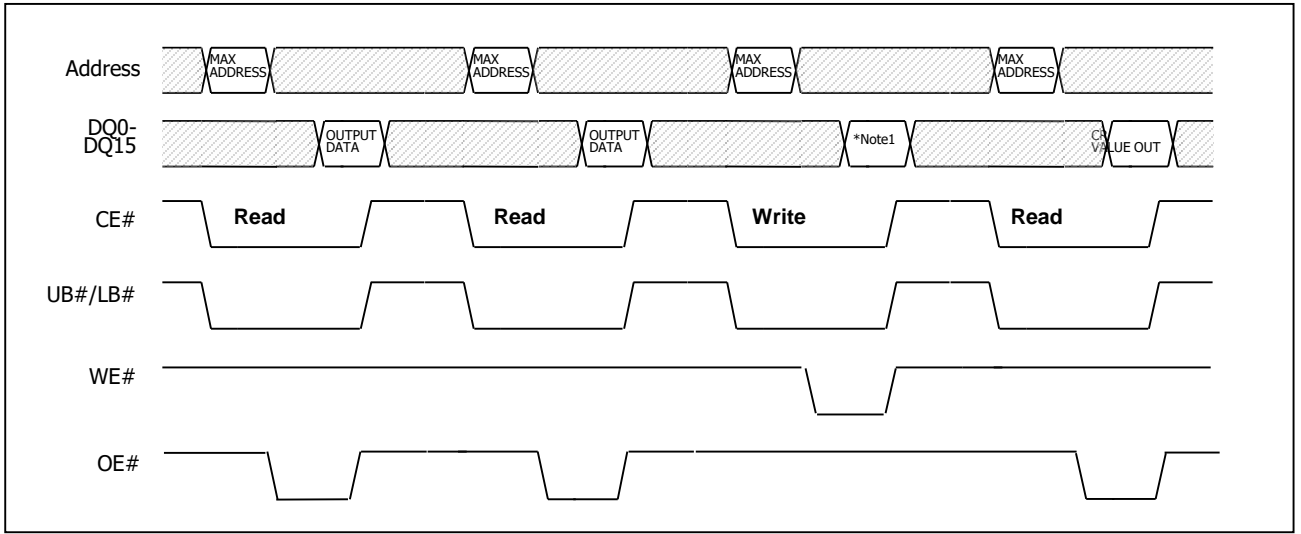 Address
MAX
ADDRESS
MAX
ADDRESS
MAX
ADDRESS
MAX
ADDRESS
DQ0-
DQ15
OUTPUT
DATA
OUTPUT
DATA
*Note1
CR
VALUE OUT
CE#
Read
Read
Write
Read
UB#/LB#
WE#
OE#